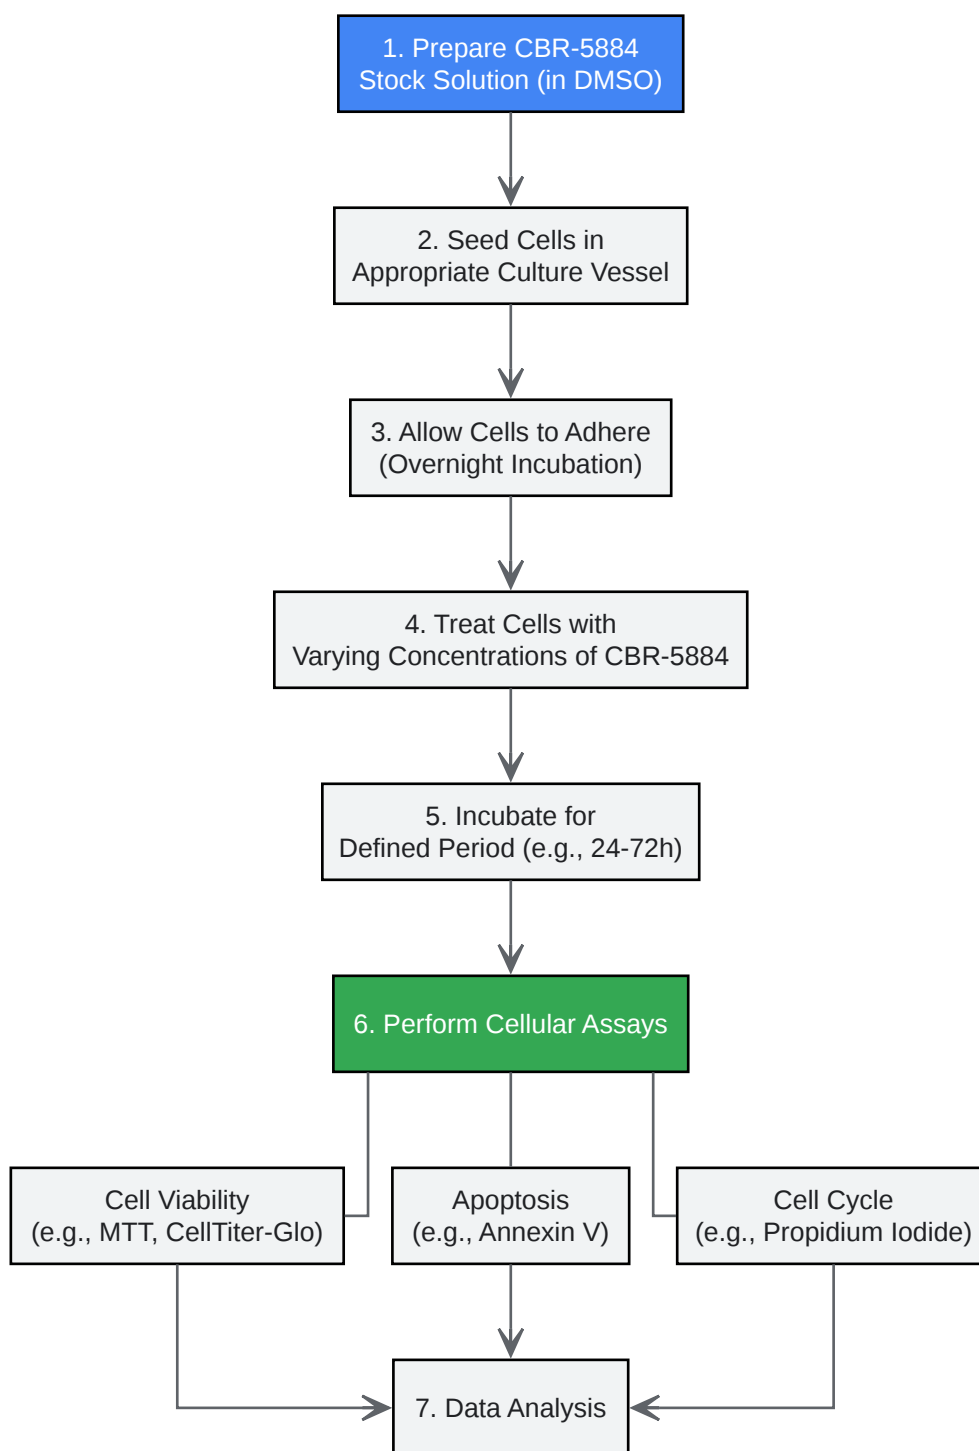 1. Prepare CBR-5884
Stock Solution (in DMSO)
2. Seed Cells in
Appropriate Culture Vessel
3. Allow Cells to Adhere
(Overnight Incubation)
4. Treat Cells with
Varying Concentrations of CBR-5884
5. Incubate for
Defined Period (e.g., 24-72h)
6. Perform Cellular Assays
Cell Viability
(e.g., MTT, CellTiter-Glo)
Apoptosis
(e.g., Annexin V)
Cell Cycle
(e.g., Propidium Iodide)
7. Data Analysis